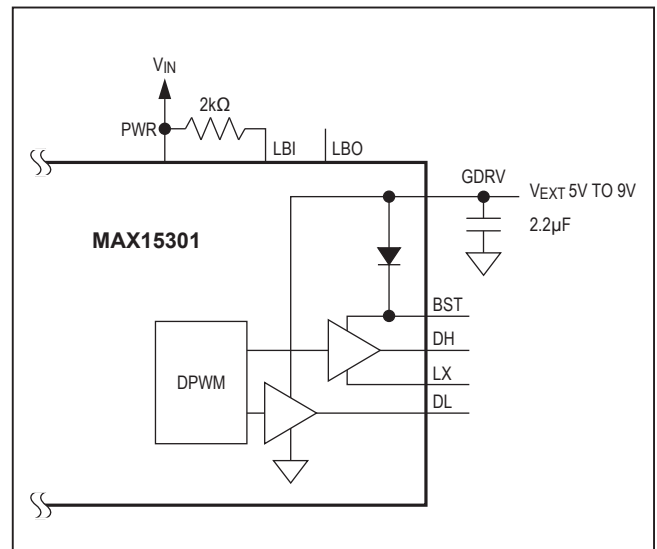 VIN
2kΩ
PWR
LBI
LBO
GDRV
VEXT 5V TO 9V
2.2µF
MAX15301
BST
DH
LX
DL
DPWM